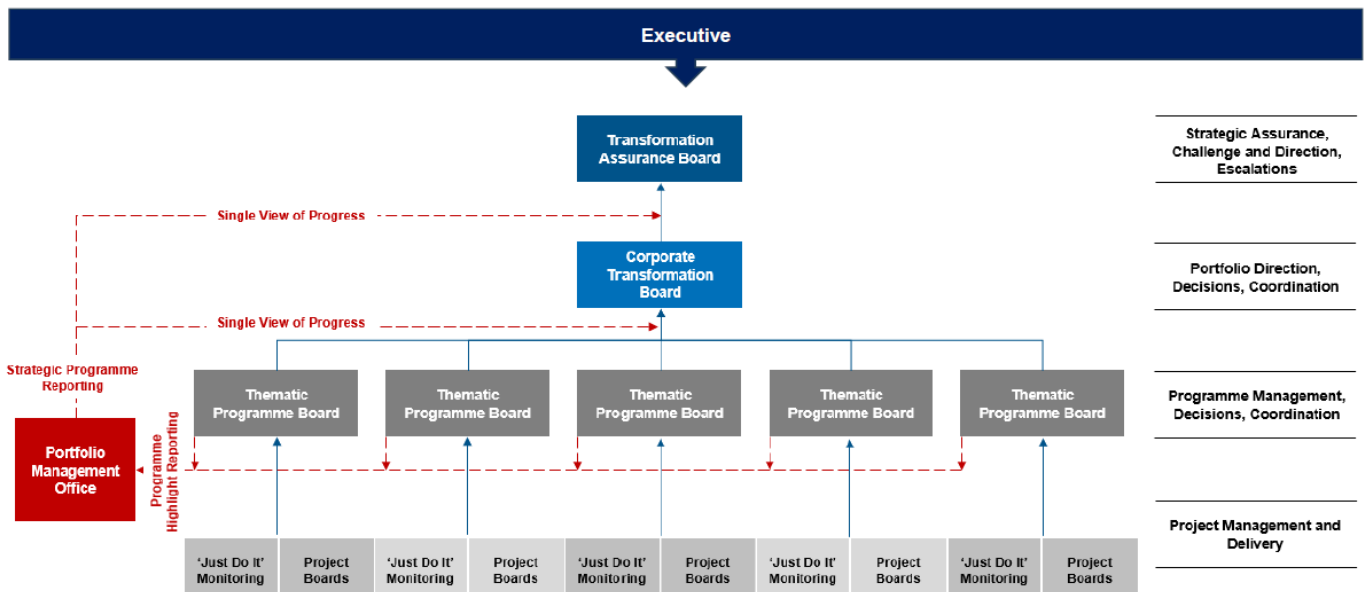 Executive
Transformation
Assurance Board
Strategic Assurance,
Challenge and Direction,
Escalations
Single View of Progress
Corporate
Transformation
Board
Portfolio Direction,
Decisions, Coordination
Single View of Progress
Strategic Programme
Reporting
Thematic
Programme Board
Thematic
Programme Board
Thematic
Programme Board
Thematic
Programme Board
Thematic
Programme Board
Programme Management,
Decisions, Coordination
Portfolio
Management
Office
Programme
Highlight Reporting
Project Management and
Delivery
'Just Do It'
Monitoring
Project
Boards
'Just Do It'
Monitoring
Project
Boards
'Just Do It'
Monitoring
Project
Boards
'Just Do It'
Monitoring
Project
Boards
'Just Do It'
Monitoring
Project
Boards